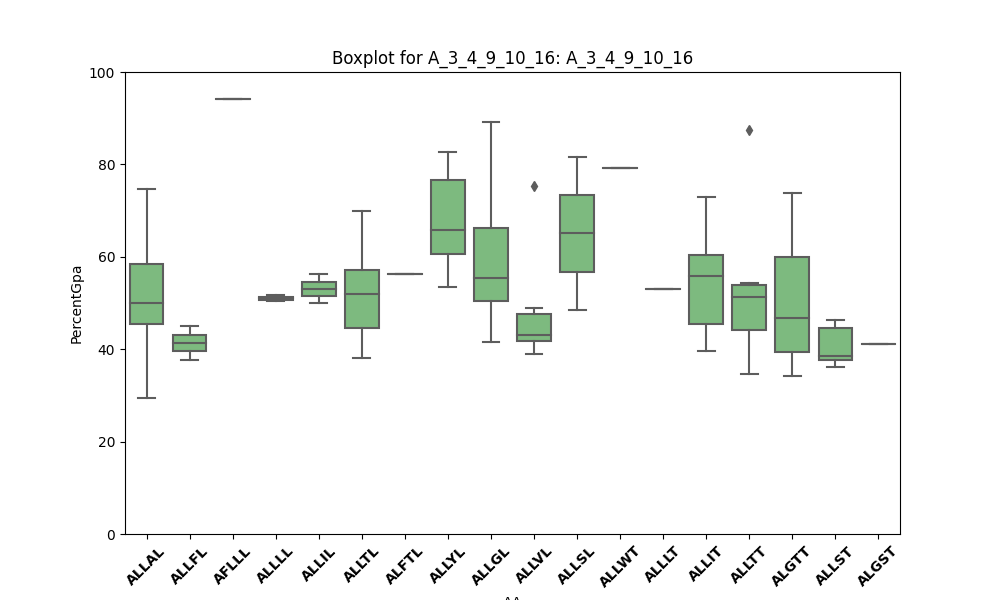 Boxplot for A_3_4_9_10_16: A_3_4_9_10_16
100
80
60
40
20
0
PercentGpa
ALLAL ALLFL AFLLL ALLLL ALLIL ALLTL ALFTL ALLYL ALLGL ALLVL ALLSL ALLWT ALLLT ALLIT ALLTT ALGTT ALLST ALGST